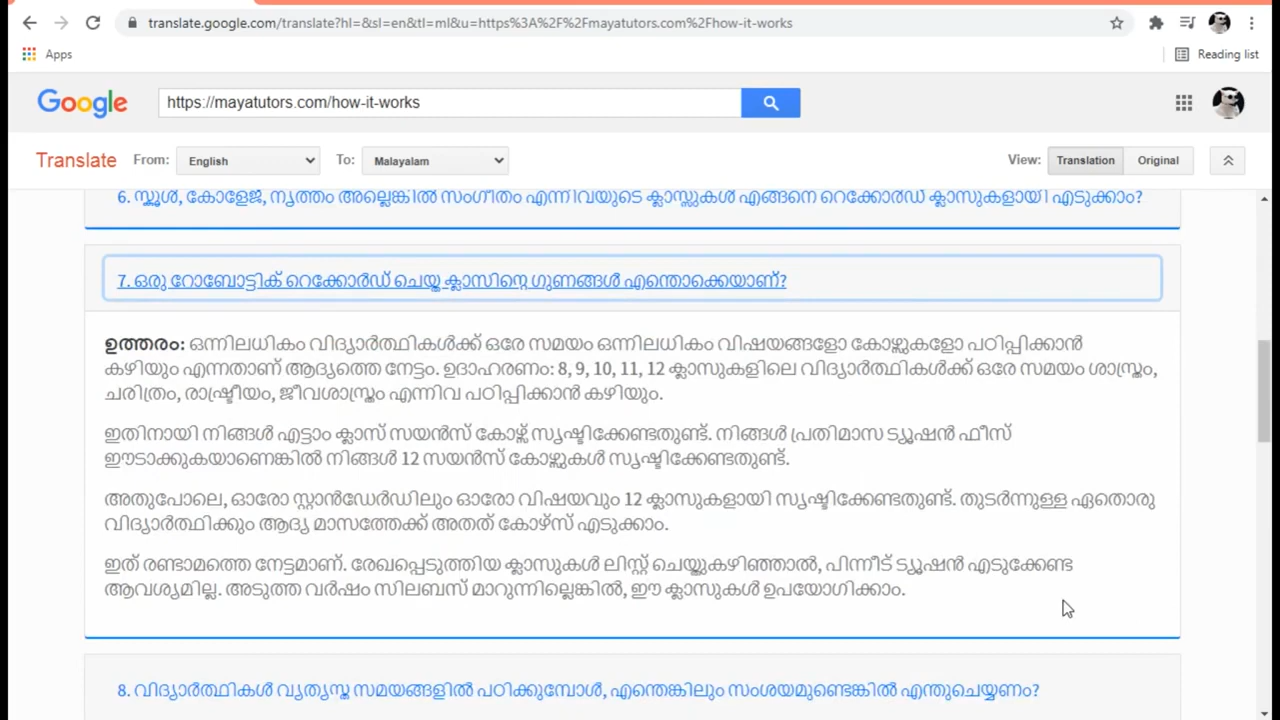 translate.google.com/translate?hl=&sl=en&tl=ml&u=https%3A%2F%2Fmayatutors.com%2Fhow-it-works
Apps
Reading list
Google
https://mayatutors.com/how-it-works
Translate From: English To: Malayalam View: Translation Original
6. സ്കൂൾ, കോളേജ്, നൃത്തം അല്ലെങ്കിൽ സംഗീതം എന്നിവയുടെ ക്ലാസ്സുകൾ എങ്ങനെ റെക്കോർഡ് ക്ലാസുകളായി എടുക്കാം?
7. ഒരു റോബോട്ടിക് റെക്കോർഡ് ചെയ്ത ക്ലാസിന്റെ ഗുണങ്ങൾ എന്തൊക്കെയാണ്?
ഉത്തരം: ഒന്നിലധികം വിദ്യാർത്ഥികൾക്ക് ഒരേ സമയം ഒന്നിലധികം വിഷയങ്ങളോ കോഴ്സുകളോ പഠിപ്പിക്കാൻ
കഴിയും എന്നതാണ് ആദ്യത്തെ നേട്ടം. ഉദാഹരണം: 8, 9, 10, 11, 12 ക്ലാസുകളിലെ വിദ്യാർത്ഥികൾക്ക് ഒരേ സമയം ശാസ്ത്രം,
ചരിത്രം, രാഷ്ട്രീയം, ജീവശാസ്ത്രം എന്നിവ പഠിപ്പിക്കാൻ കഴിയും.
ഇതിനായി നിങ്ങൾ എട്ടാം ക്ലാസ് സയൻസ് കോഴ്സ് സൃഷ്ടിക്കേണ്ടതുണ്ട്. നിങ്ങൾ പ്രതിമാസ ട്യൂഷൻ ഫീസ്
ഈടാക്കുകയാണെങ്കിൽ നിങ്ങൾ 12 സയൻസ് കോഴ്സുകൾ സൃഷ്ടിക്കേണ്ടതുണ്ട്.
അതുപോലെ, ഓരോ സ്റ്റാൻഡേർഡിലും ഓരോ വിഷയവും 12 ക്ലാസുകളായി സൃഷ്ടിക്കേണ്ടതുണ്ട്. തുടർന്നുള്ള ഏതൊരു
വിദ്യാർത്ഥിക്കും ആദ്യ മാസത്തേക്ക് അതത് കോഴ്സ് എടുക്കാം.
ഇത് രണ്ടാമത്തെ നേട്ടമാണ്. രേഖപ്പെടുത്തിയ ക്ലാസുകൾ ലിസ്റ്റ് ചെയ്തുകഴിഞ്ഞാൽ, പിന്നീട് ട്യൂഷൻ എടുക്കേണ്ട
ആവശ്യമില്ല. അടുത്ത വർഷം സിലബസ് മാറുന്നില്ലെങ്കിൽ, ഈ ക്ലാസുകൾ ഉപയോഗിക്കാം.
8. വിദ്യാർത്ഥികൾ വ്യത്യസ്ത സമയങ്ങളിൽ പഠിക്കുമ്പോൾ, എന്തെങ്കിലും സംശയമുണ്ടെങ്കിൽ എന്തുചെയ്യണം?